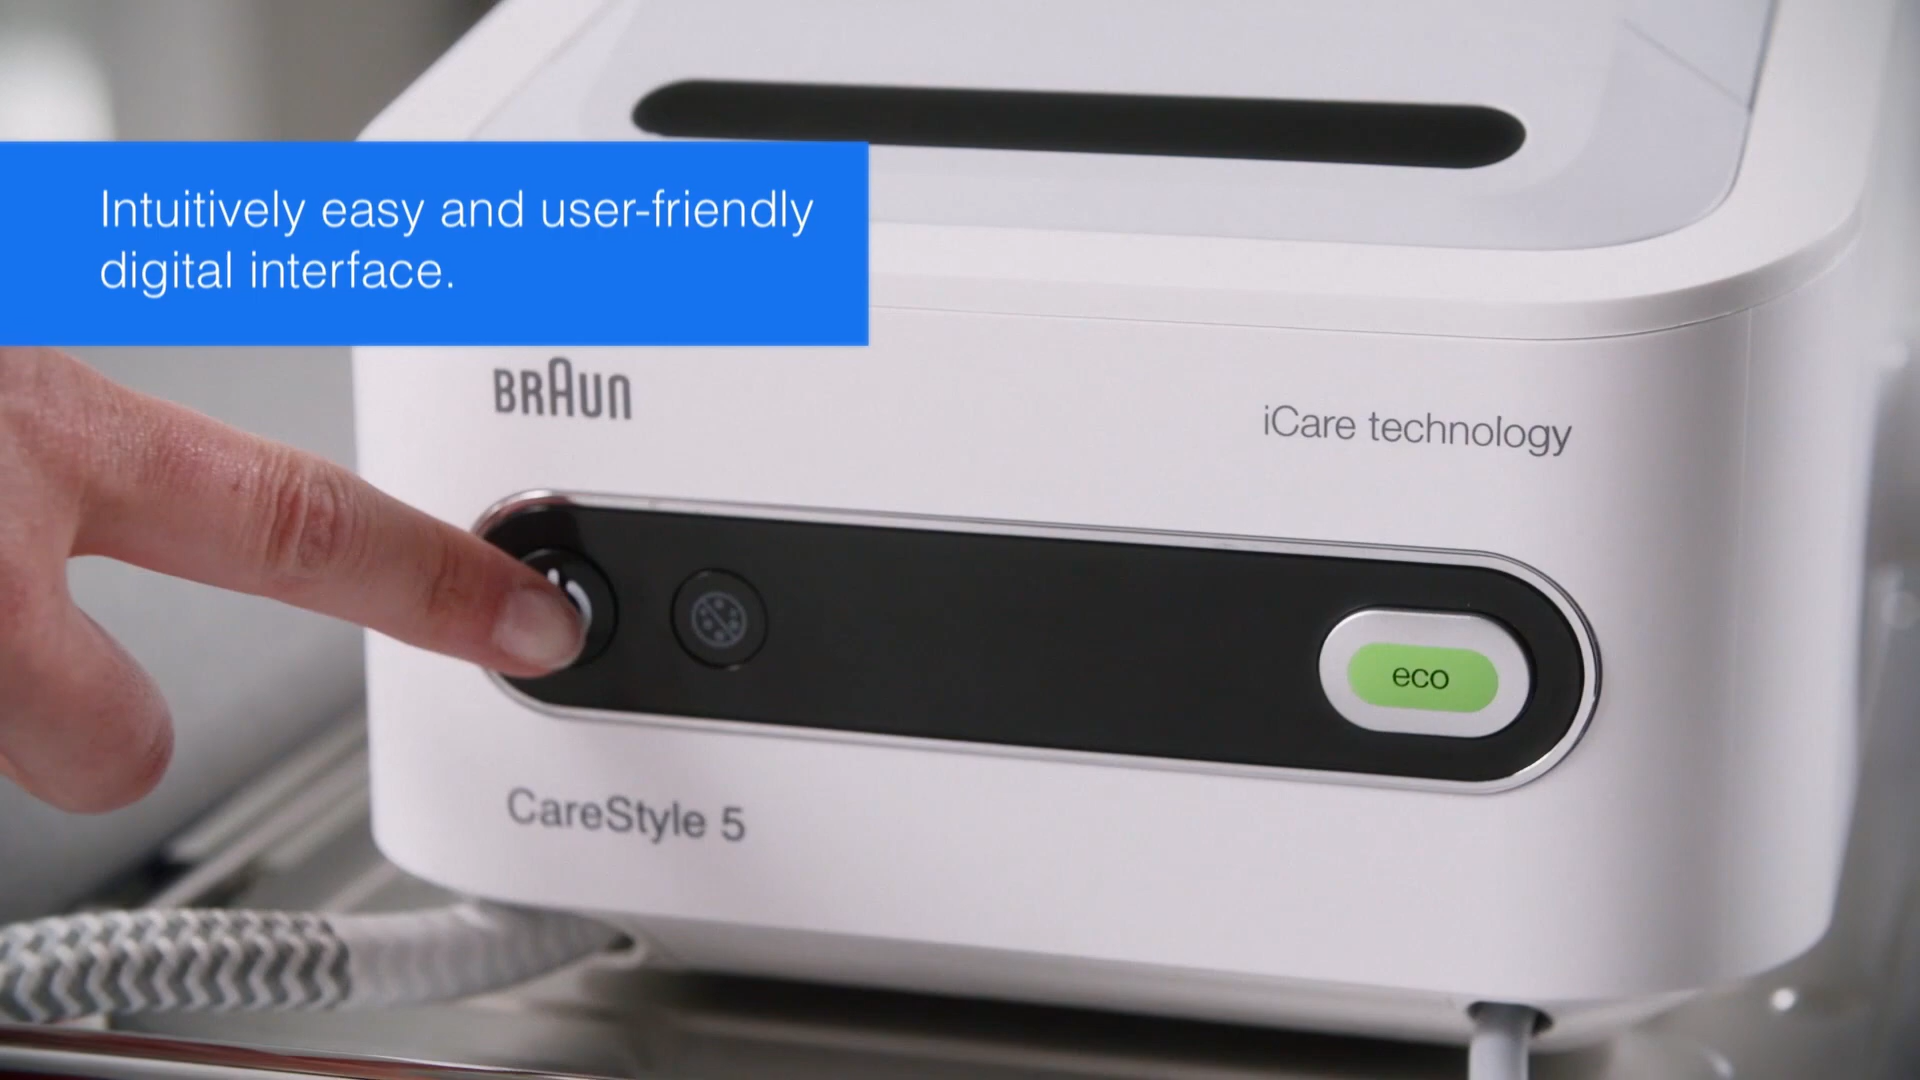 Intuitively easy and user-friendly
digital interface.
BRAUN
iCare technology
eco
CareStyle 5